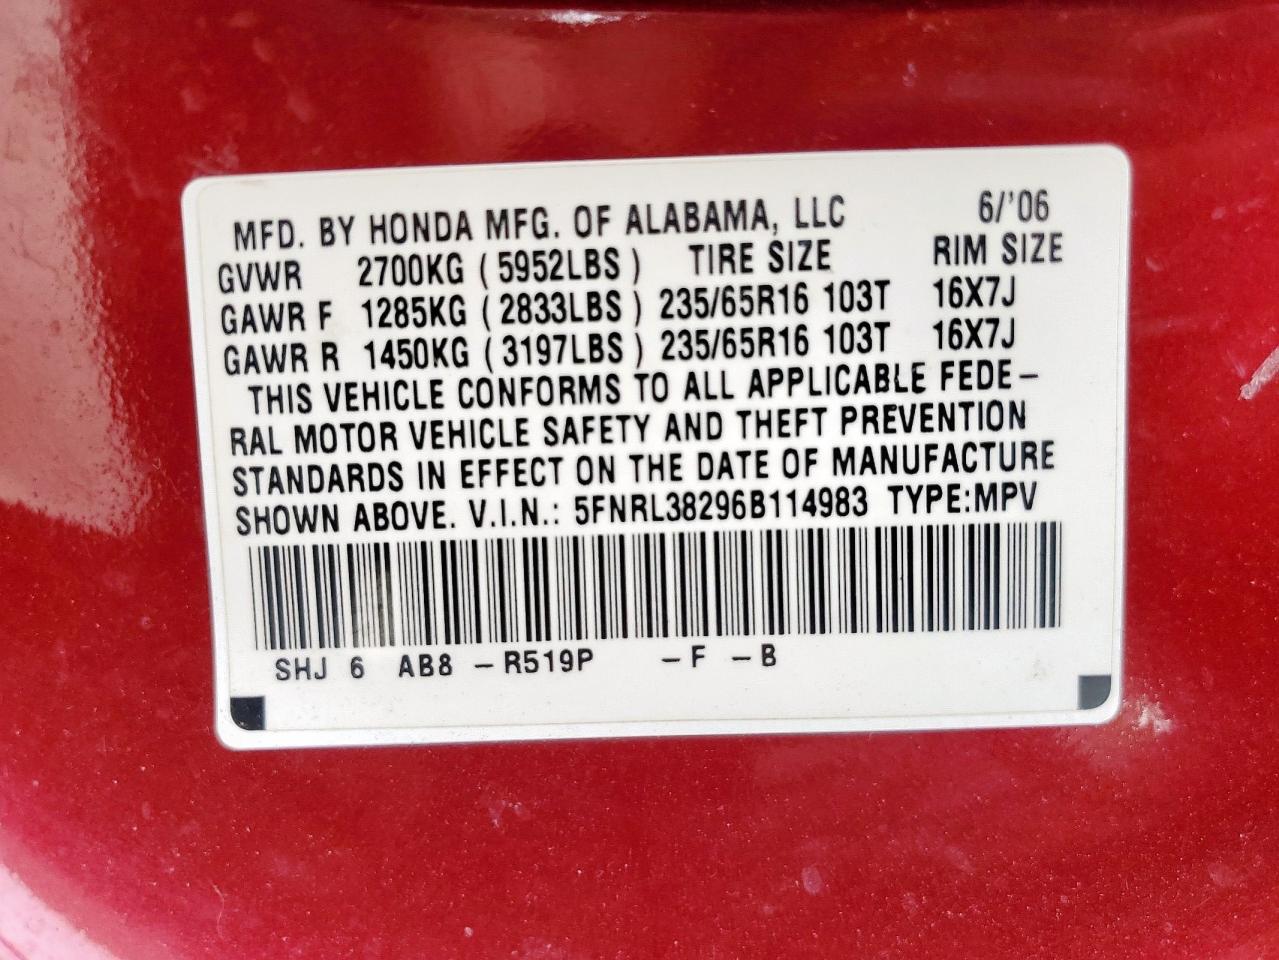 MFD. BY HONDA MFG. OF ALABAMA, LLC 6/'06
GVWR 2700KG (5952LBS) TIRE SIZE RIM SIZE
GAWR F 1285KG (2833LBS) 235/65R16 103T 16X7J
GAWR R 1450KG (3197LBS) 235/65R16 103T 16X7J
THIS VEHICLE CONFORMS TO ALL APPLICABLE FEDE-
RAL MOTOR VEHICLE SAFETY AND THEFT PREVENTION
STANDARDS IN EFFECT ON THE DATE OF MANUFACTURE
SHOWN ABOVE. V.I.N.: 5FNRL38296B114983 TYPE:MPV
SHJ 6 AB8 -R519P -F -B